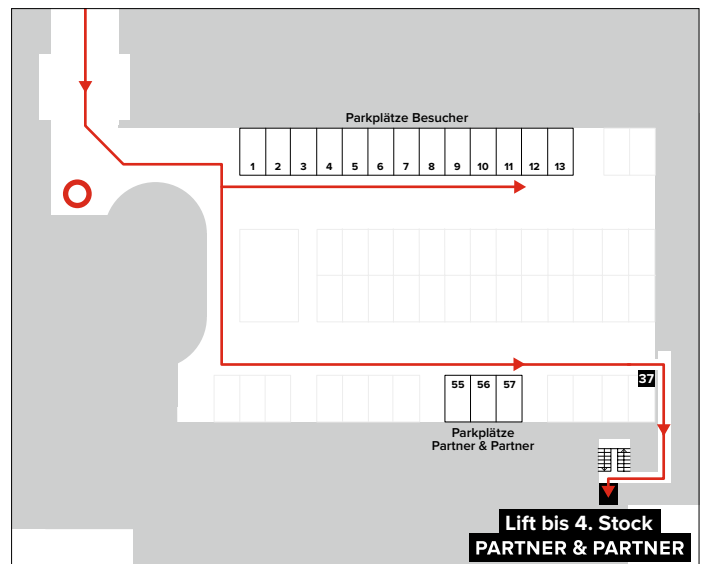 Parkplätze Besucher
1 2 3 4 5 6 7 8 9 10 11 12 13
37
55 56 57
Parkplätze
Partner & Partner
Lift bis 4. Stock
PARTNER & PARTNER